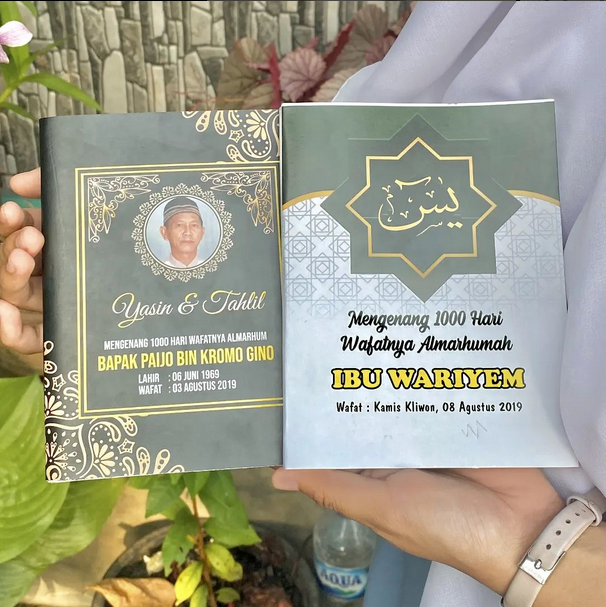 Yasin & Tahlil
MENGENANG 1000 HARI WAFATNYA ALMARHUM
BAPAK PAIJO BIN KROMO GINO
LAHIR : 06 JUNI 1969
WAFAT : 03 AGUSTUS 2019
يس
Mengenang 1000 Hari
Wafatnya Almarhumah
IBU WARIYEM
Wafat : Kamis Kliwon, 08 Agustus 2019
AQUA